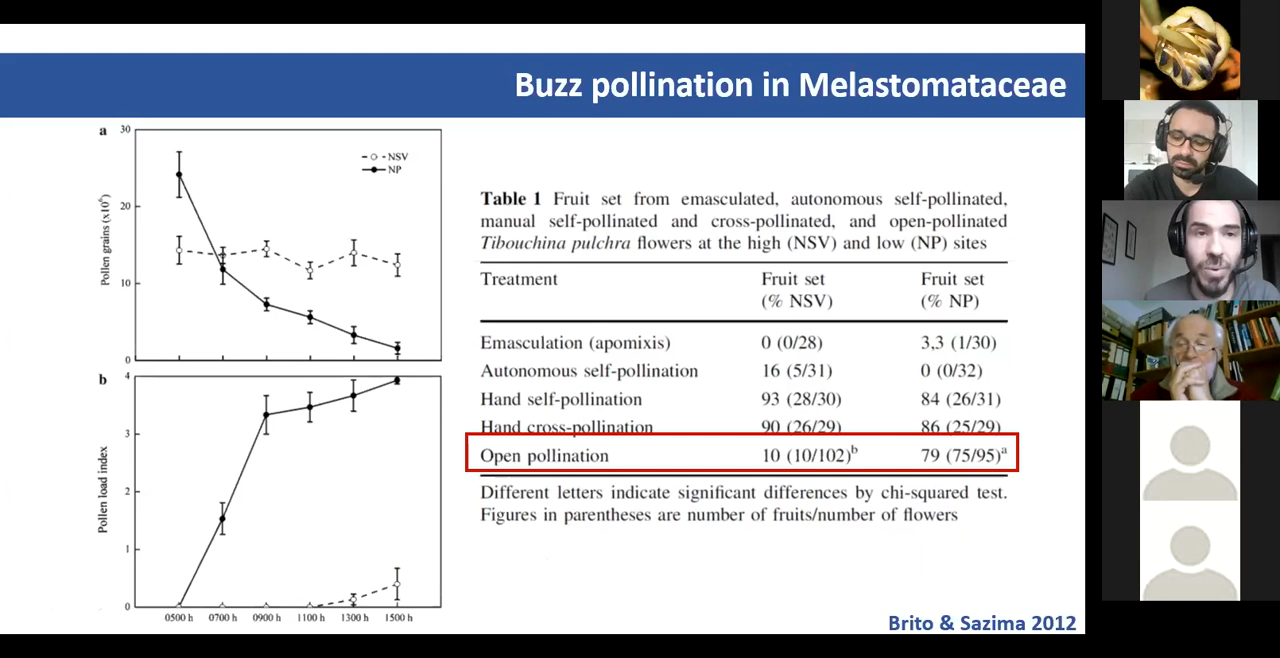 Buzz pollination in Melastomataceae
a
30
20
10
0
Pollen grains (x10⁶)
NSV
NP
b
4
3
2
1
0
Pollen load index
0500 h 0700 h 0900 h 1100 h 1300 h 1500 h
Table 1 Fruit set from emasculated, autonomous self-pollinated,
manual self-pollinated and cross-pollinated, and open-pollinated
Tibouchina pulchra flowers at the high (NSV) and low (NP) sites
Treatment Fruit set Fruit set
(% NSV) (% NP)
Emasculation (apomixis) 0 (0/28) 3,3 (1/30)
Autonomous self-pollination 16 (5/31) 0 (0/32)
Hand self-pollination 93 (28/30) 84 (26/31)
Hand cross-pollination 90 (26/29) 86 (25/29)
Open pollination 10 (10/102)ᵇ 79 (75/95)ᵃ
Different letters indicate significant differences by chi-squared test.
Figures in parentheses are number of fruits/number of flowers
Brito & Sazima 2012